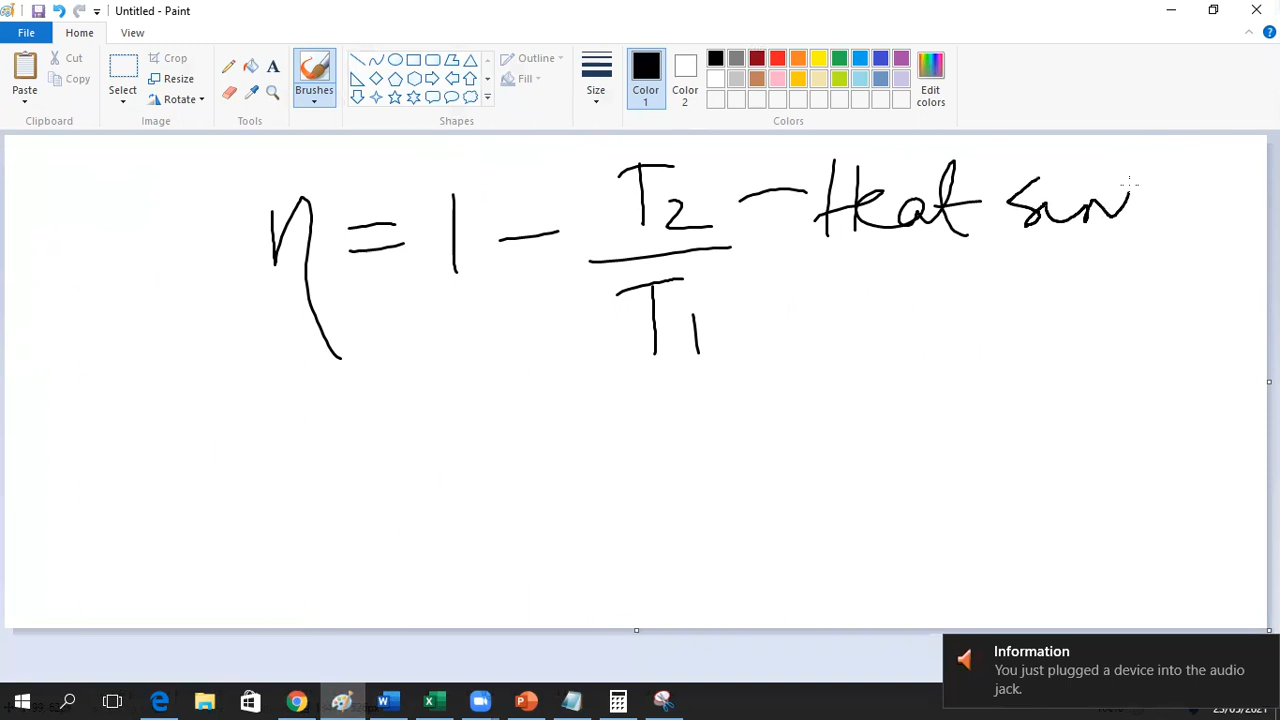 Untitled - Paint
File Home View
Paste
Cut
Copy
Clipboard
Select
Crop
Resize
Rotate
Image
Tools
Brushes
Outline
Fill
Shapes
Size
Color 1
Color 2
Edit colors
Colors
η = 1 - T2 - Heat sin
T1
Information
You just plugged a device into the audio
jack.